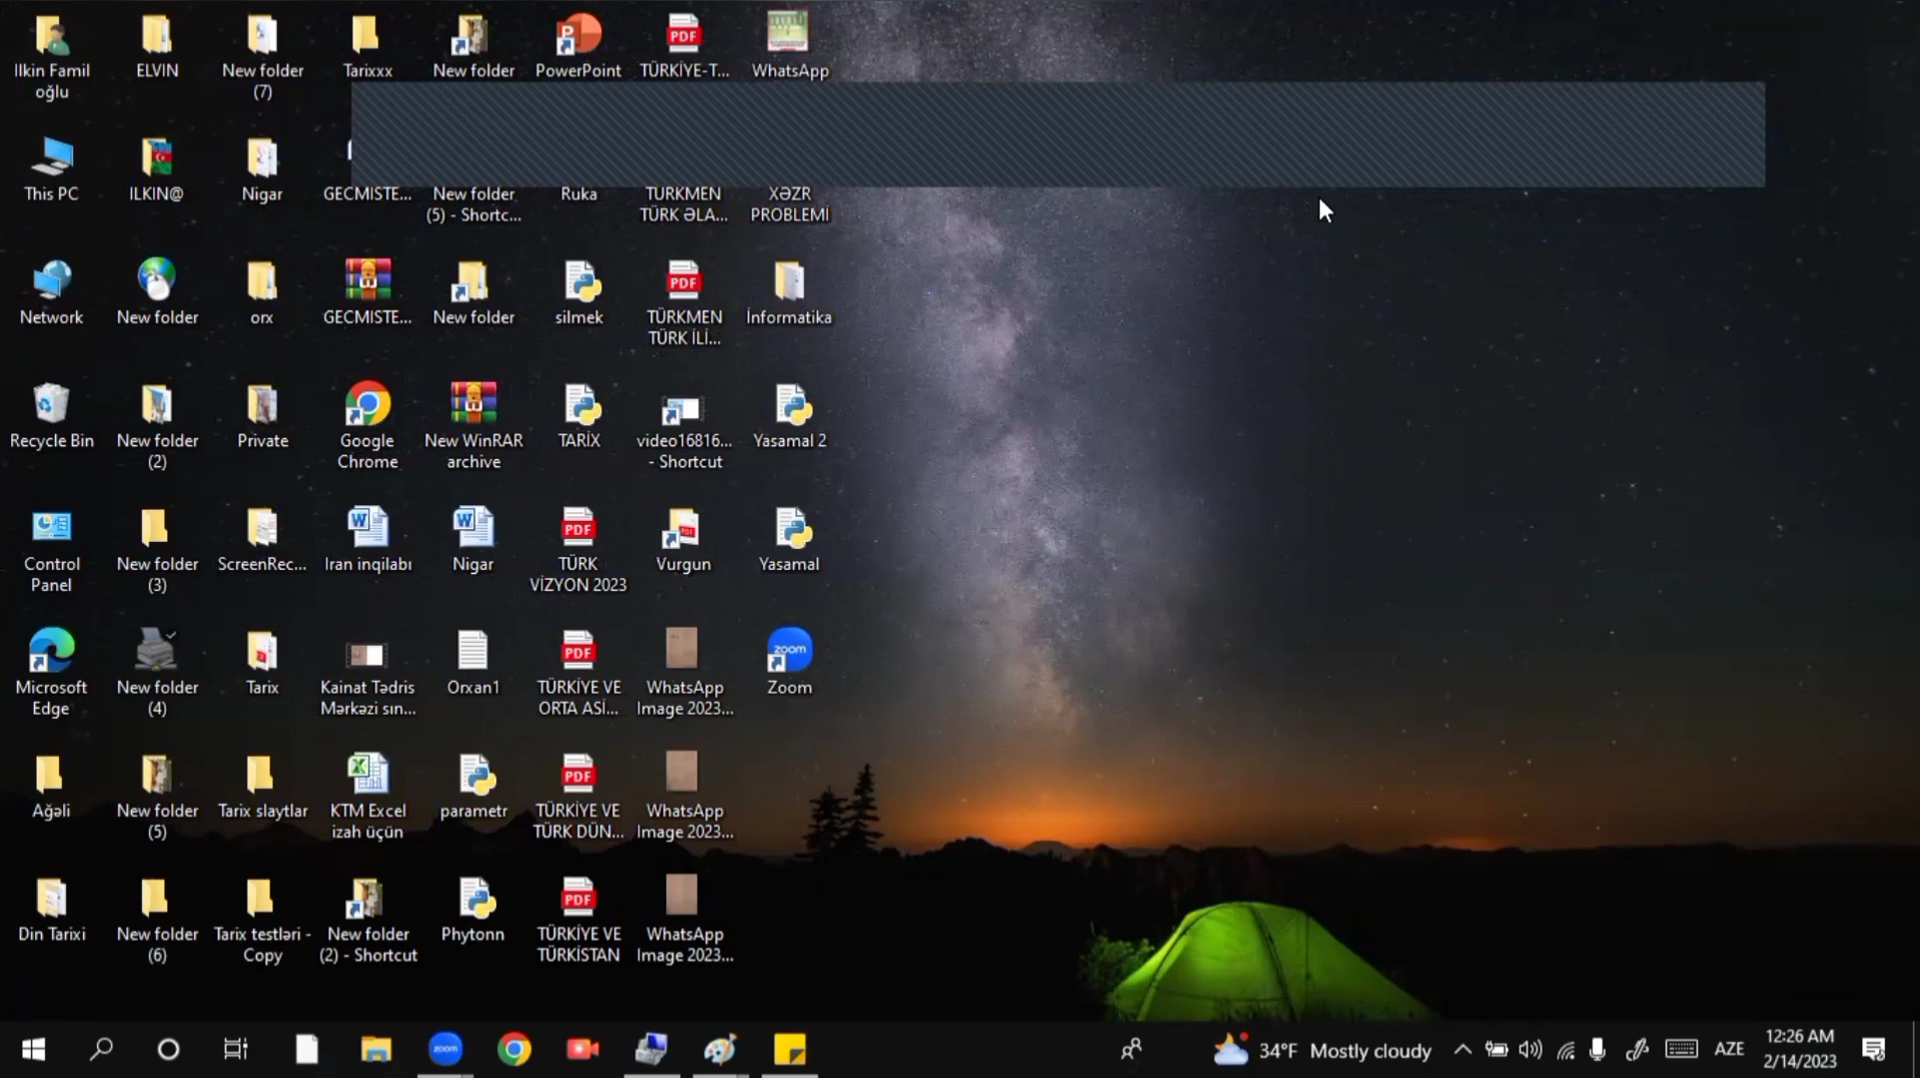 Ilkin Famil
oğlu
ELVIN
New folder
(7)
Tarixxx
New folder
PowerPoint
TÜRKİYE-T...
WhatsApp
This PC
ILKIN@
Nigar
GECMISTE...
New folder
(5) - Shortc...
Ruka
TÜRKMEN
TÜRK ƏLA...
XƏZR
PROBLEMİ
Network
New folder
orx
GECMISTE...
New folder
silmek
TÜRKMEN
TÜRK İLİ...
İnformatika
Recycle Bin
New folder
(2)
Private
Google
Chrome
New WinRAR
archive
TARİX
video16816...
- Shortcut
Yasamal 2
Control
Panel
New folder
(3)
ScreenRec...
Iran inqilabı
Nigar
TÜRK
VİZYON 2023
Vurgun
Yasamal
Microsoft
Edge
New folder
(4)
Tarix
Kainat Tədris
Mərkəzi sın...
Orxan1
TÜRKİYE VE
ORTA ASİ...
WhatsApp
Image 2023...
zoom
Zoom
Ağəli
New folder
(5)
Tarix slaytlar
KTM Excel
izah üçün
parametr
TÜRKİYE VE
TÜRK DÜN...
WhatsApp
Image 2023...
Din Tarixi
New folder
(6)
Tarix testləri -
Copy
New folder
(2) - Shortcut
Phytonn
TÜRKİYE VE
TÜRKİSTAN
WhatsApp
Image 2023...
zoom
34°F Mostly cloudy
AZE
12:26 AM
2/14/2023